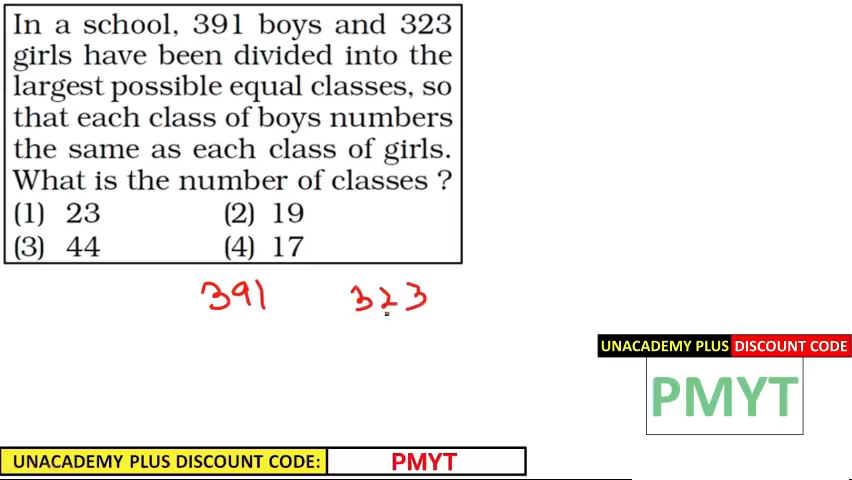 In a school, 391 boys and 323
girls have been divided into the
largest possible equal classes, so
that each class of boys numbers
the same as each class of girls.
What is the number of classes ?
(1) 23 (2) 19
(3) 44 (4) 17
391 323
UNACADEMY PLUS DISCOUNT CODE
PMYT
UNACADEMY PLUS DISCOUNT CODE: PMYT